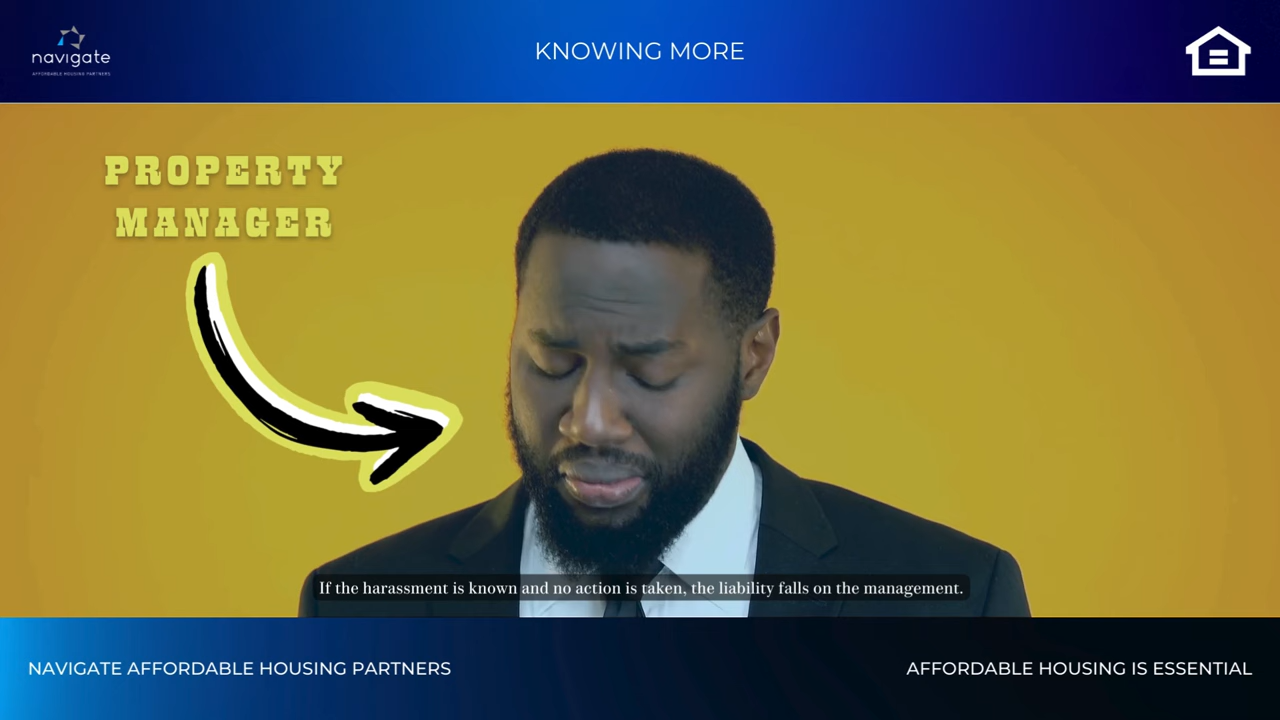 navigate
AFFORDABLE HOUSING PARTNERS
KNOWING MORE
PROPERTY
MANAGER
If the harassment is known and no action is taken, the liability falls on the management.
NAVIGATE AFFORDABLE HOUSING PARTNERS
AFFORDABLE HOUSING IS ESSENTIAL